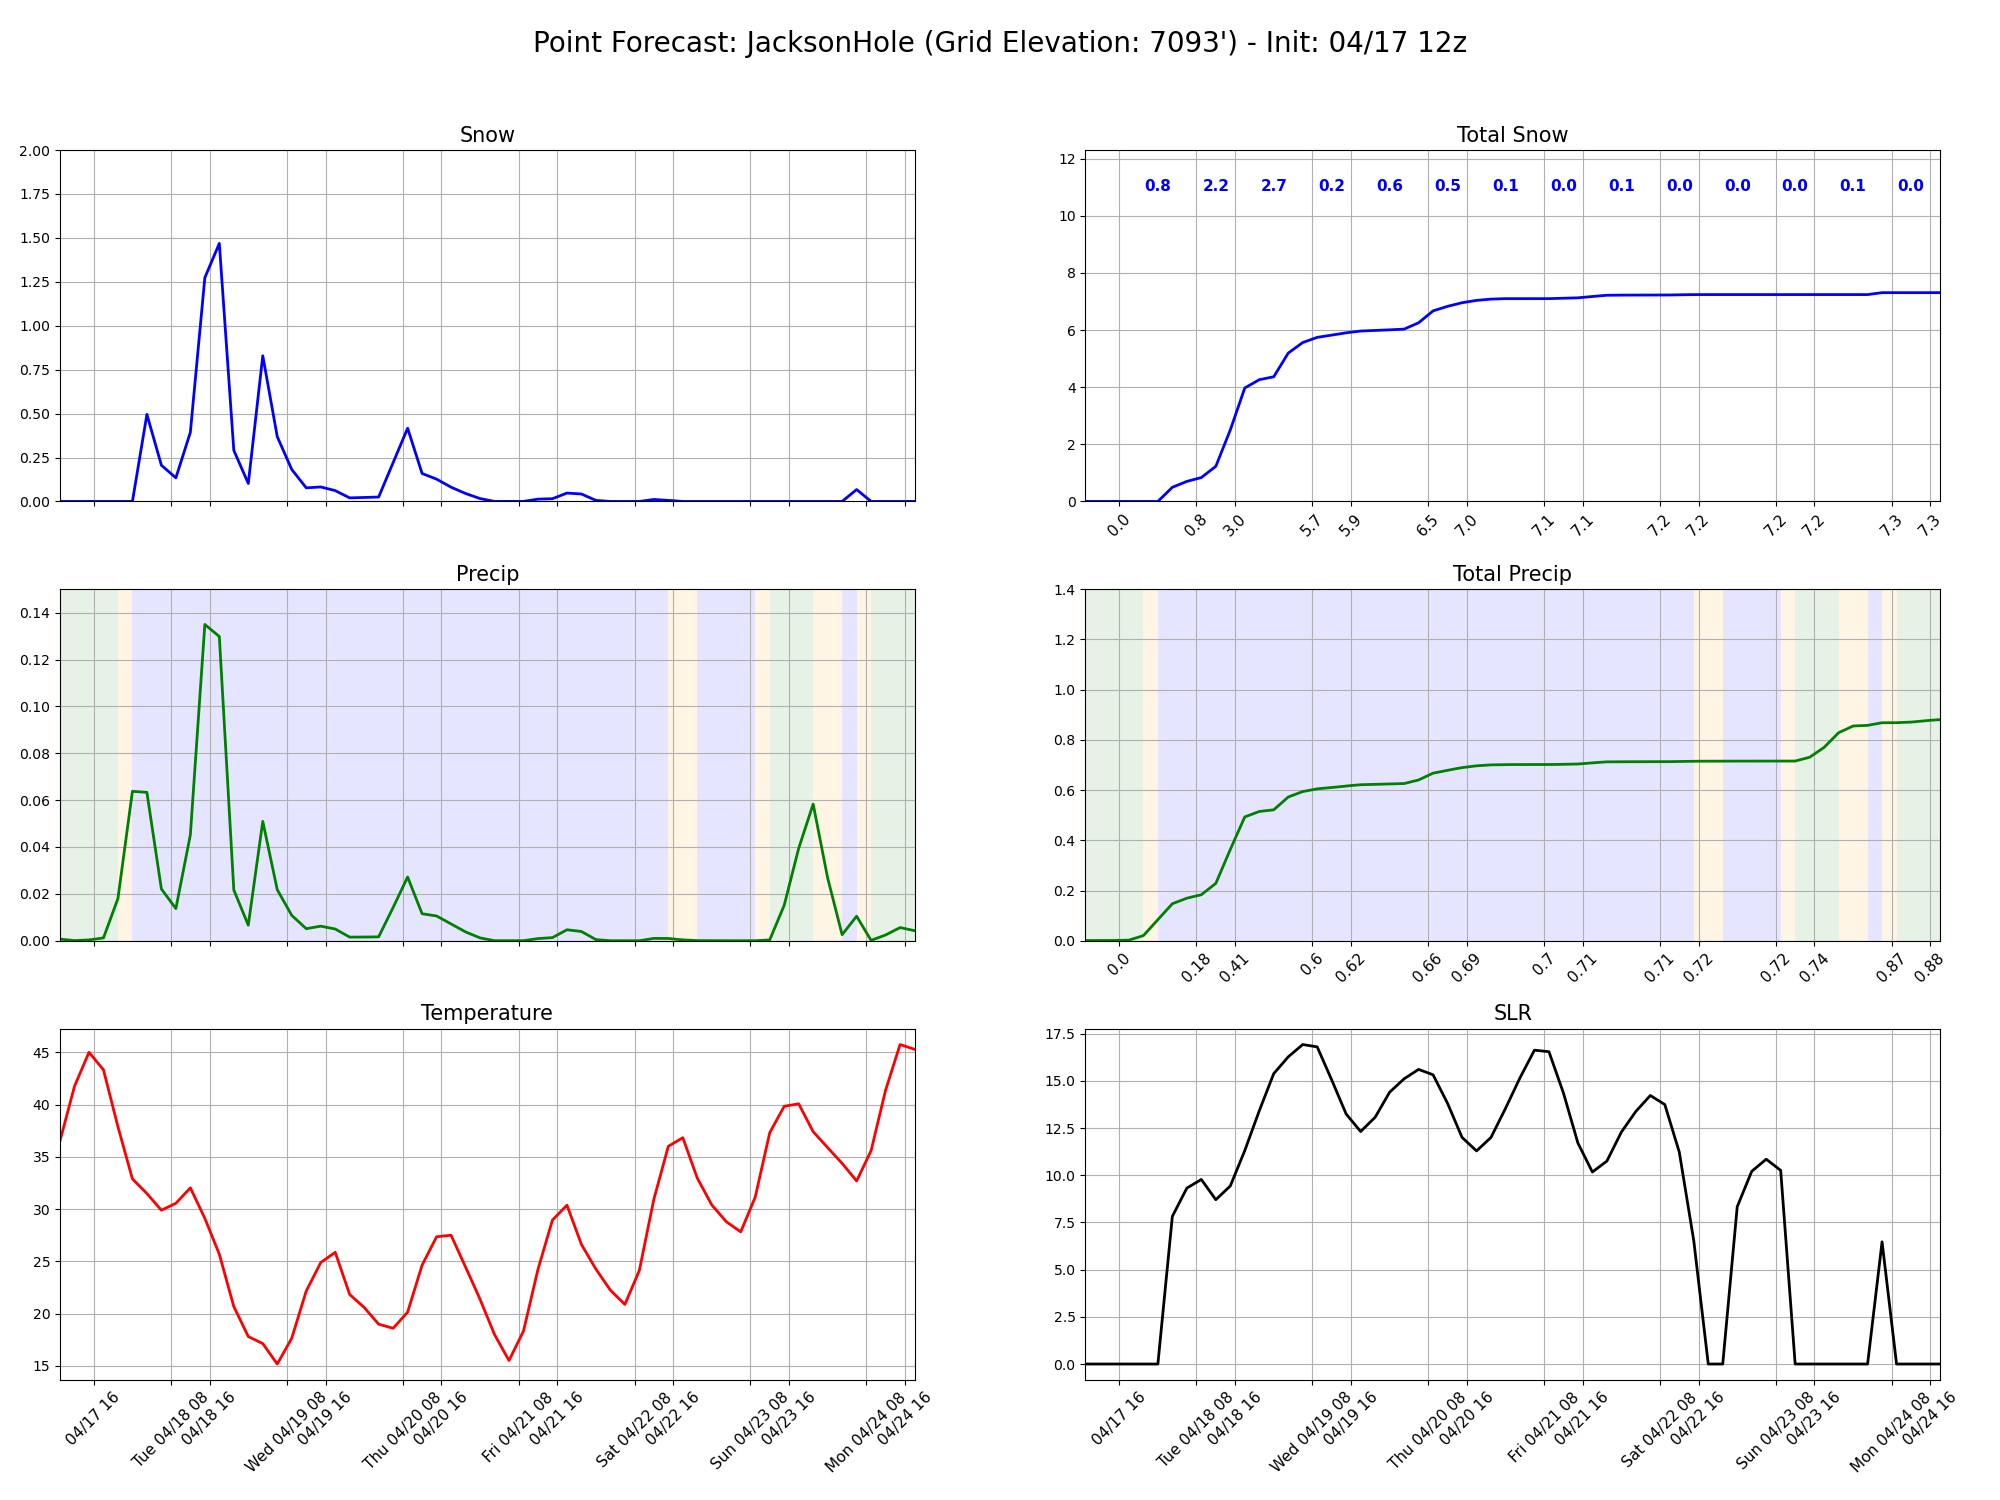 Point Forecast: JacksonHole (Grid Elevation: 7093') - Init: 04/17 12z
Snow
2.00
1.75
1.50
1.25
1.00
0.75
0.50
0.25
0.00
Total Snow
12
10
8
6
4
2
0
0.8 2.2 2.7 0.2 0.6 0.5 0.1 0.0 0.1 0.0 0.0 0.0 0.1 0.0
0.0 0.8 3.0 5.7 5.9 6.5 7.0 7.1 7.1 7.2 7.2 7.2 7.2 7.3 7.3
Precip
0.14
0.12
0.10
0.08
0.06
0.04
0.02
0.00
Total Precip
1.4
1.2
1.0
0.8
0.6
0.4
0.2
0.0
0.0 0.18 0.41 0.6 0.62 0.66 0.69 0.7 0.71 0.71 0.72 0.72 0.74 0.87 0.88
Temperature
45
40
35
30
25
20
15
04/17 16
Tue 04/18 08
04/18 16
Wed 04/19 08
04/19 16
Thu 04/20 08
04/20 16
Fri 04/21 08
04/21 16
Sat 04/22 08
04/22 16
Sun 04/23 08
04/23 16
Mon 04/24 08
04/24 16
SLR
17.5
15.0
12.5
10.0
7.5
5.0
2.5
0.0
04/17 16
Tue 04/18 08
04/18 16
Wed 04/19 08
04/19 16
Thu 04/20 08
04/20 16
Fri 04/21 08
04/21 16
Sat 04/22 08
04/22 16
Sun 04/23 08
04/23 16
Mon 04/24 08
04/24 16